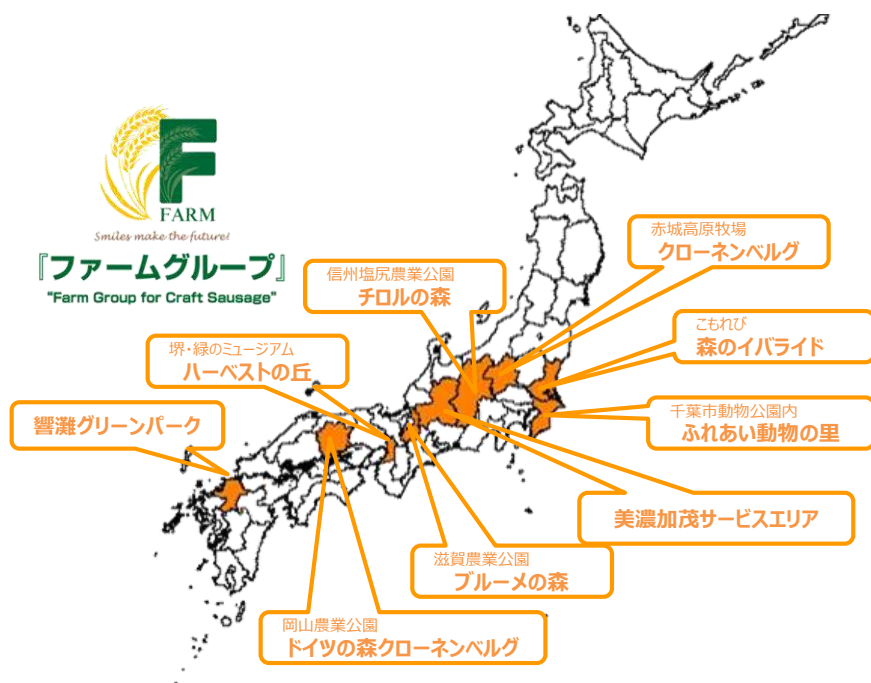 F
FARM
Smiles make the future!
『ファームグループ』
"Farm Group for Craft Sausage"
赤城高原牧場
クローネンベルグ
信州塩尻農業公園
チロルの森
こもれび
森のイバライド
堺・緑のミュージアム
ハーベストの丘
千葉市動物公園内
ふれあい動物の里
響灘グリーンパーク
美濃加茂サービスエリア
滋賀農業公園
ブルーメの森
岡山農業公園
ドイツの森クローネンベルグ